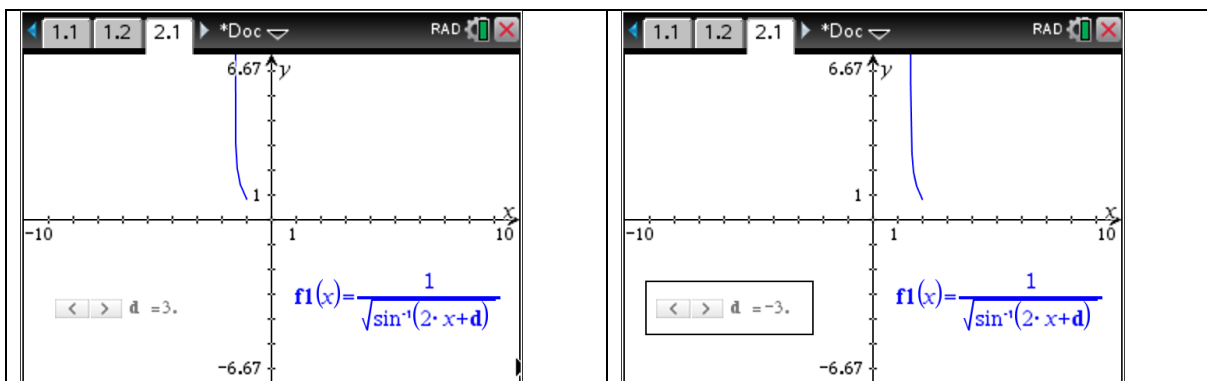 1.1 1.2 2.1 *Doc RAD
6.67 y
1
x
-10 1 10
f1(x)=1/√(sin⁻¹(2·x+d))
< > d =3.
-6.67
1.1 1.2 2.1 *Doc RAD
6.67 y
1
x
-10 1 10
f1(x)=1/√(sin⁻¹(2·x+d))
< > d =-3.
-6.67